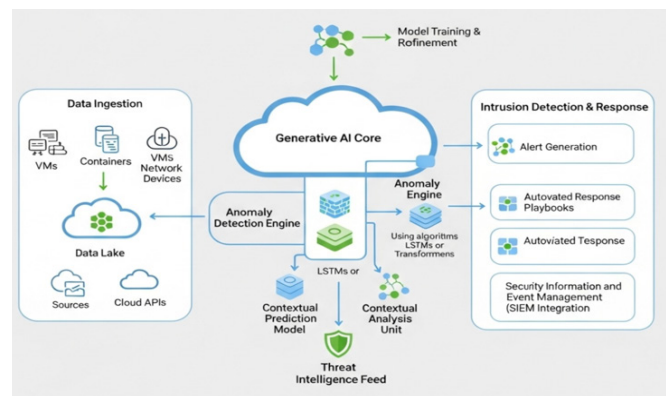 Model Training &
Rofinement
Data Ingestion
VMs
Containers
VMS
Network
Devices
Data Lake
Sources
Cloud APIs
Generative AI Core
Anomaly
Detection Engine
Anomaly
Engine
Using algoritms
LSTMs or
Transformens
LSTMs or
Contextual
Prediction
Model
Contextual
Analysis
Unit
Threat
Intelligence Feed
Intrusion Detection & Response
Alert Generation
Autovated Response
Playbooks
Autoviated Tesponse
Security Information and
Event Management
(SIEM Integration